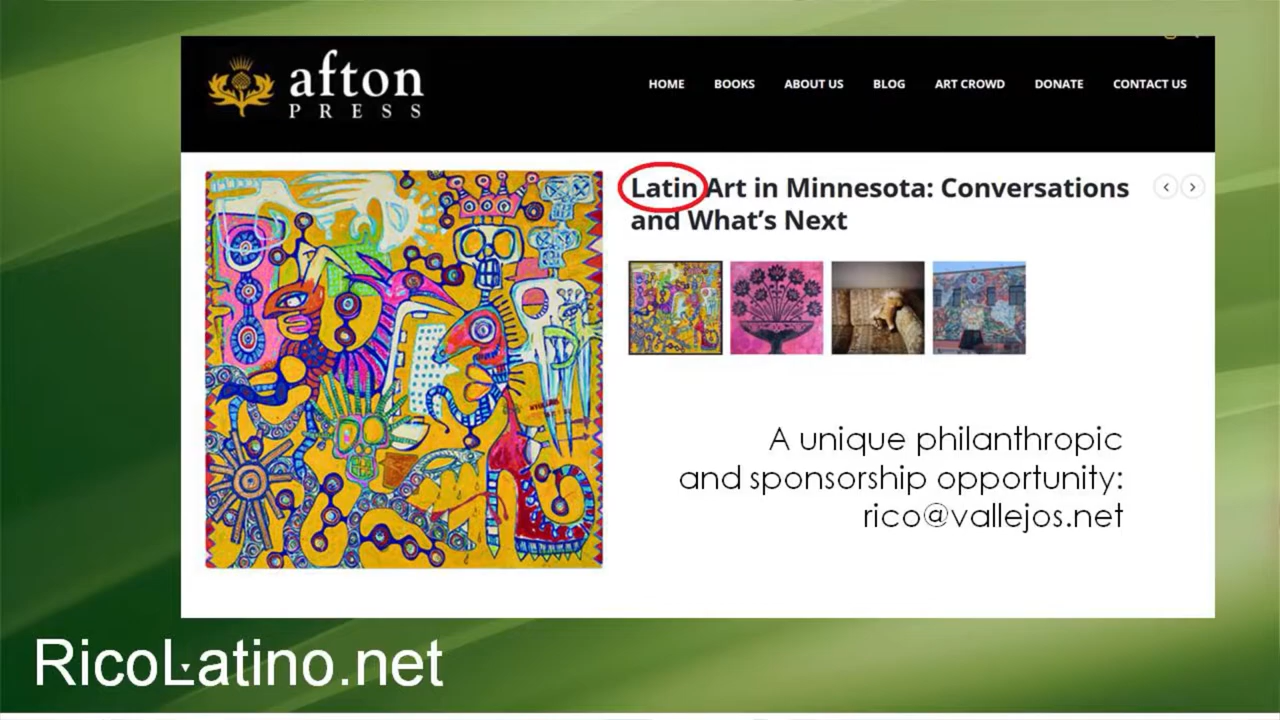 afton
PRESS
HOME BOOKS ABOUT US BLOG ART CROWD DONATE CONTACT US
Latin Art in Minnesota: Conversations
and What's Next
A unique philanthropic
and sponsorship opportunity:
rico@vallejos.net
RicoLatino.net